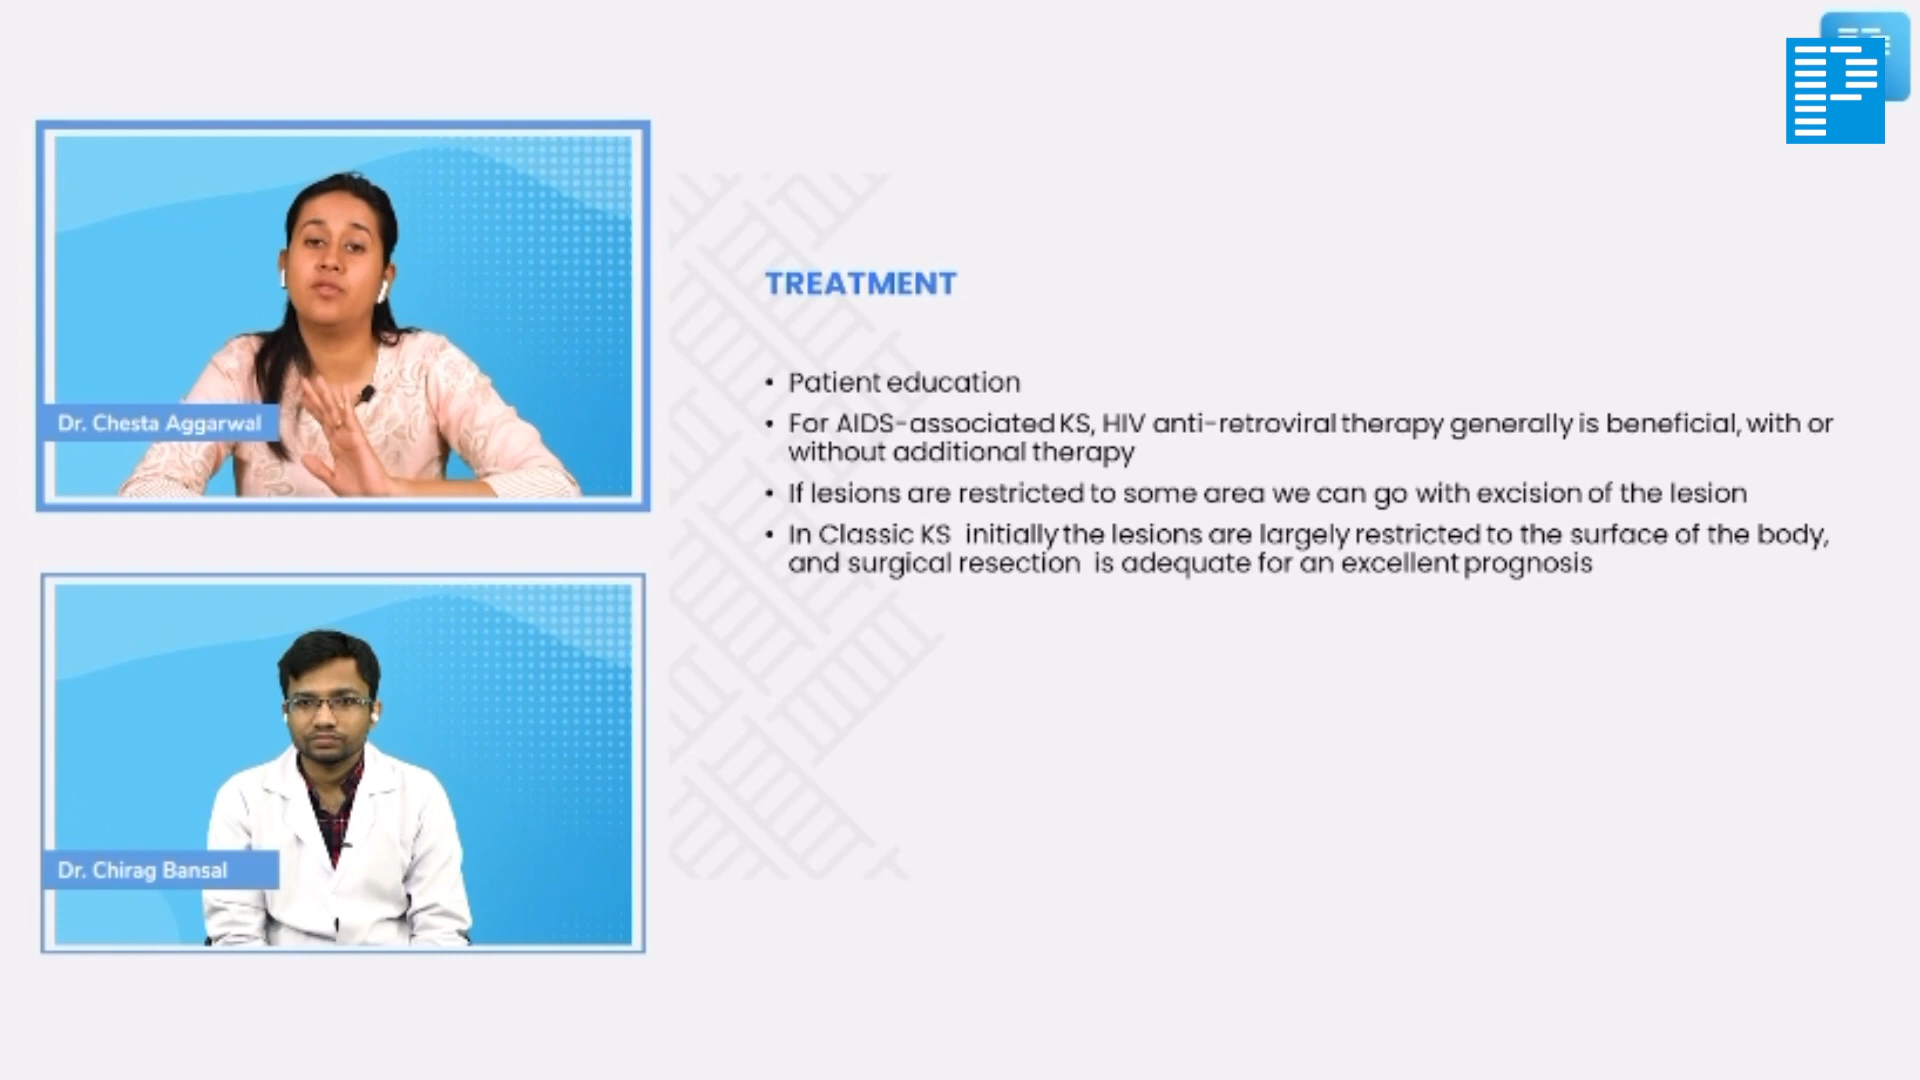 TREATMENT
• Patient education
• For AIDS-associated KS, HIV anti-retroviral therapy generally is beneficial, with or
without additional therapy
• If lesions are restricted to some area we can go with excision of the lesion
• In Classic KS initially the lesions are largely restricted to the surface of the body,
and surgical resection is adequate for an excellent prognosis
Dr. Chesta Aggarwal
Dr. Chirag Bansal